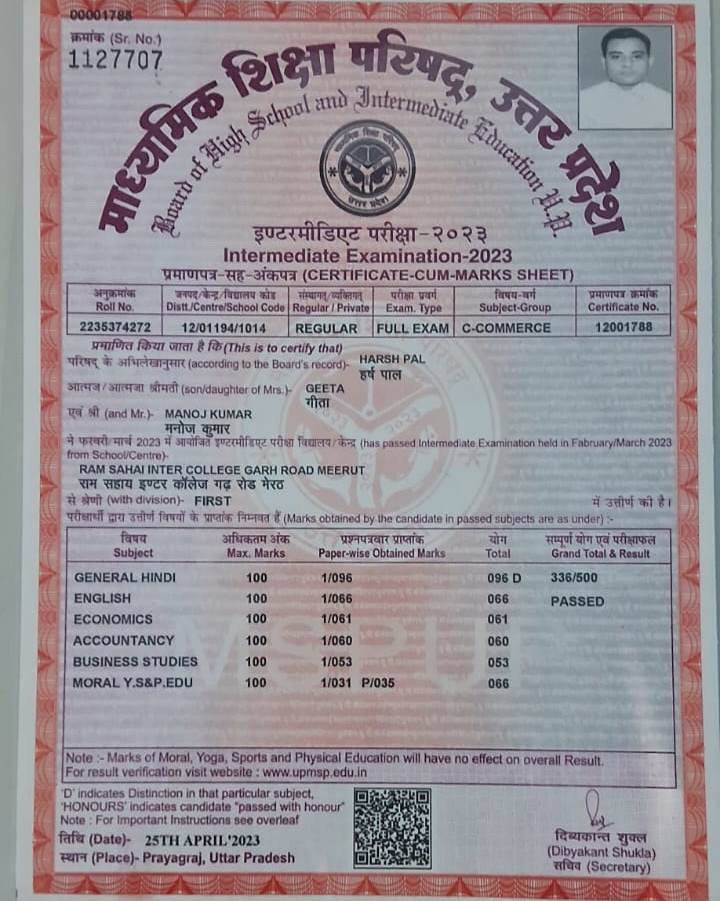 00001788
क्रमांक (Sr. No.)
1127707
माध्यमिक शिक्षा परिषद्, उत्तर प्रदेश
Board of High School and Intermediate Education U.P.
इण्टरमीडिएट परीक्षा-२०२३
Intermediate Examination-2023
प्रमाणपत्र-सह-अंकपत्र (CERTIFICATE-CUM-MARKS SHEET)
अनुक्रमांक जनपद/केन्द्र/विद्यालय कोड संस्थागत/व्यक्तिगत परीक्षा प्रवर्ग विषय-वर्ग प्रमाणपत्र क्रमांक
Roll No. Distt./Centre/School Code Regular / Private Exam. Type Subject-Group Certificate No.
2235374272 12/01194/1014 REGULAR FULL EXAM C-COMMERCE 12001788
प्रमाणित किया जाता है कि (This is to certify that)
परिषद् के अभिलेखानुसार (according to the Board's record)- HARSH PAL
हर्ष पाल
आत्मज/आत्मजा श्रीमती (son/daughter of Mrs.)- GEETA
गीता
एवं श्री (and Mr.)- MANOJ KUMAR
मनोज कुमार
ने फरवरी/मार्च 2023 में आयोजित इण्टरमीडिएट परीक्षा विद्यालय/केन्द्र (has passed Intermediate Examination held in Fabruary/March 2023
from School/Centre)-
RAM SAHAI INTER COLLEGE GARH ROAD MEERUT
राम सहाय इण्टर कॉलेज गढ़ रोड मेरठ
से श्रेणी (with division)- FIRST में उत्तीर्ण की है।
परीक्षार्थी द्वारा उत्तीर्ण विषयों के प्राप्तांक निम्नवत हैं (Marks obtained by the candidate in passed subjects are as under) :-
विषय अधिकतम अंक प्रश्नपत्रवार प्राप्तांक योग सम्पूर्ण योग एवं परीक्षाफल
Subject Max. Marks Paper-wise Obtained Marks Total Grand Total & Result
GENERAL HINDI 100 1/096 096 D 336/500
ENGLISH 100 1/066 066 PASSED
ECONOMICS 100 1/061 061
ACCOUNTANCY 100 1/060 060
BUSINESS STUDIES 100 1/053 053
MORAL Y.S&P.EDU 100 1/031 P/035 066
Note :- Marks of Moral, Yoga, Sports and Physical Education will have no effect on overall Result.
For result verification visit website : www.upmsp.edu.in
'D' indicates Distinction in that particular subject,
'HONOURS' indicates candidate "passed with honour"
Note : For Important Instructions see overleaf
तिथि (Date)- 25TH APRIL'2023
स्थान (Place)- Prayagraj, Uttar Pradesh
दिब्यकान्त शुक्ल
(Dibyakant Shukla)
सचिव (Secretary)